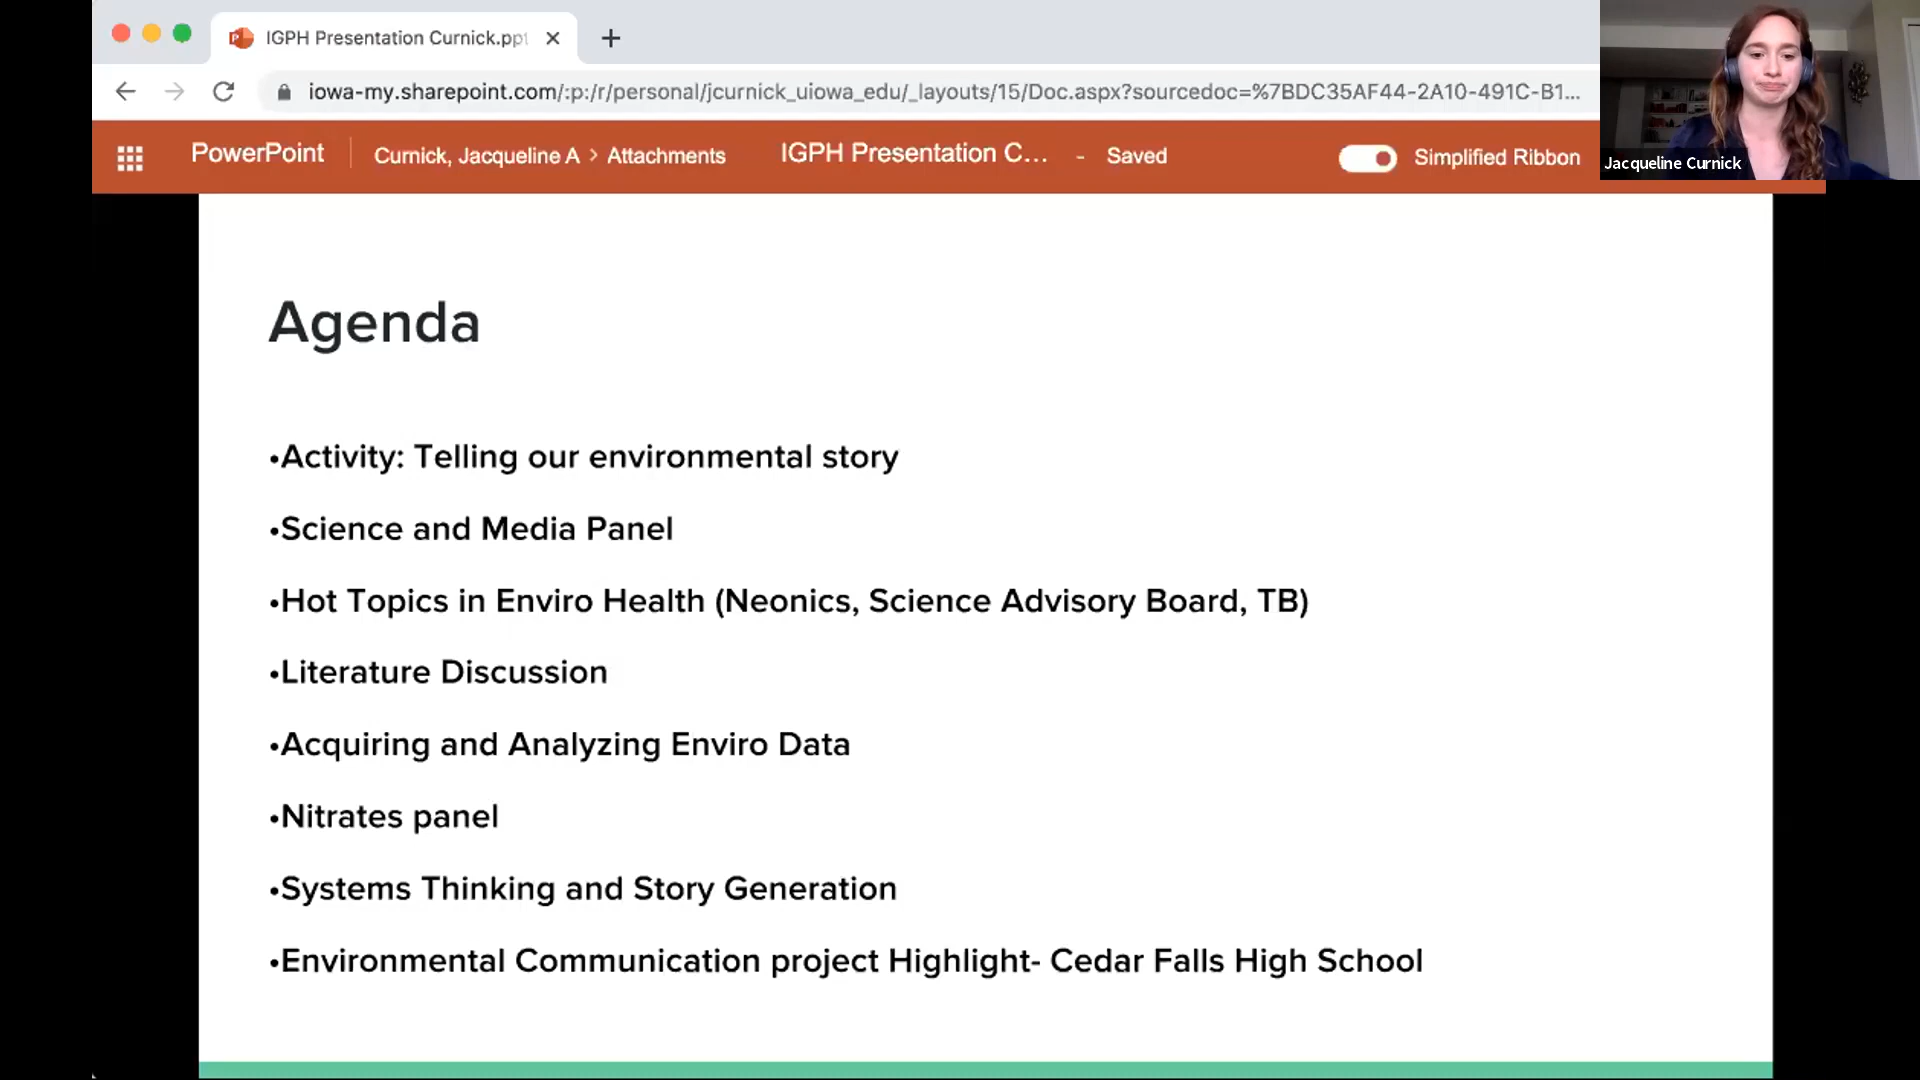 IGPH Presentation Curnick.ppt
iowa-my.sharepoint.com/:p:/r/personal/jcurnick_uiowa_edu/_layouts/15/Doc.aspx?sourcedoc=%7BDC35AF44-2A10-491C-B1...
PowerPoint
Curnick, Jacqueline A > Attachments
IGPH Presentation C... - Saved
Simplified Ribbon
Jacqueline Curnick
Agenda
•Activity: Telling our environmental story
•Science and Media Panel
•Hot Topics in Enviro Health (Neonics, Science Advisory Board, TB)
•Literature Discussion
•Acquiring and Analyzing Enviro Data
•Nitrates panel
•Systems Thinking and Story Generation
•Environmental Communication project Highlight- Cedar Falls High School